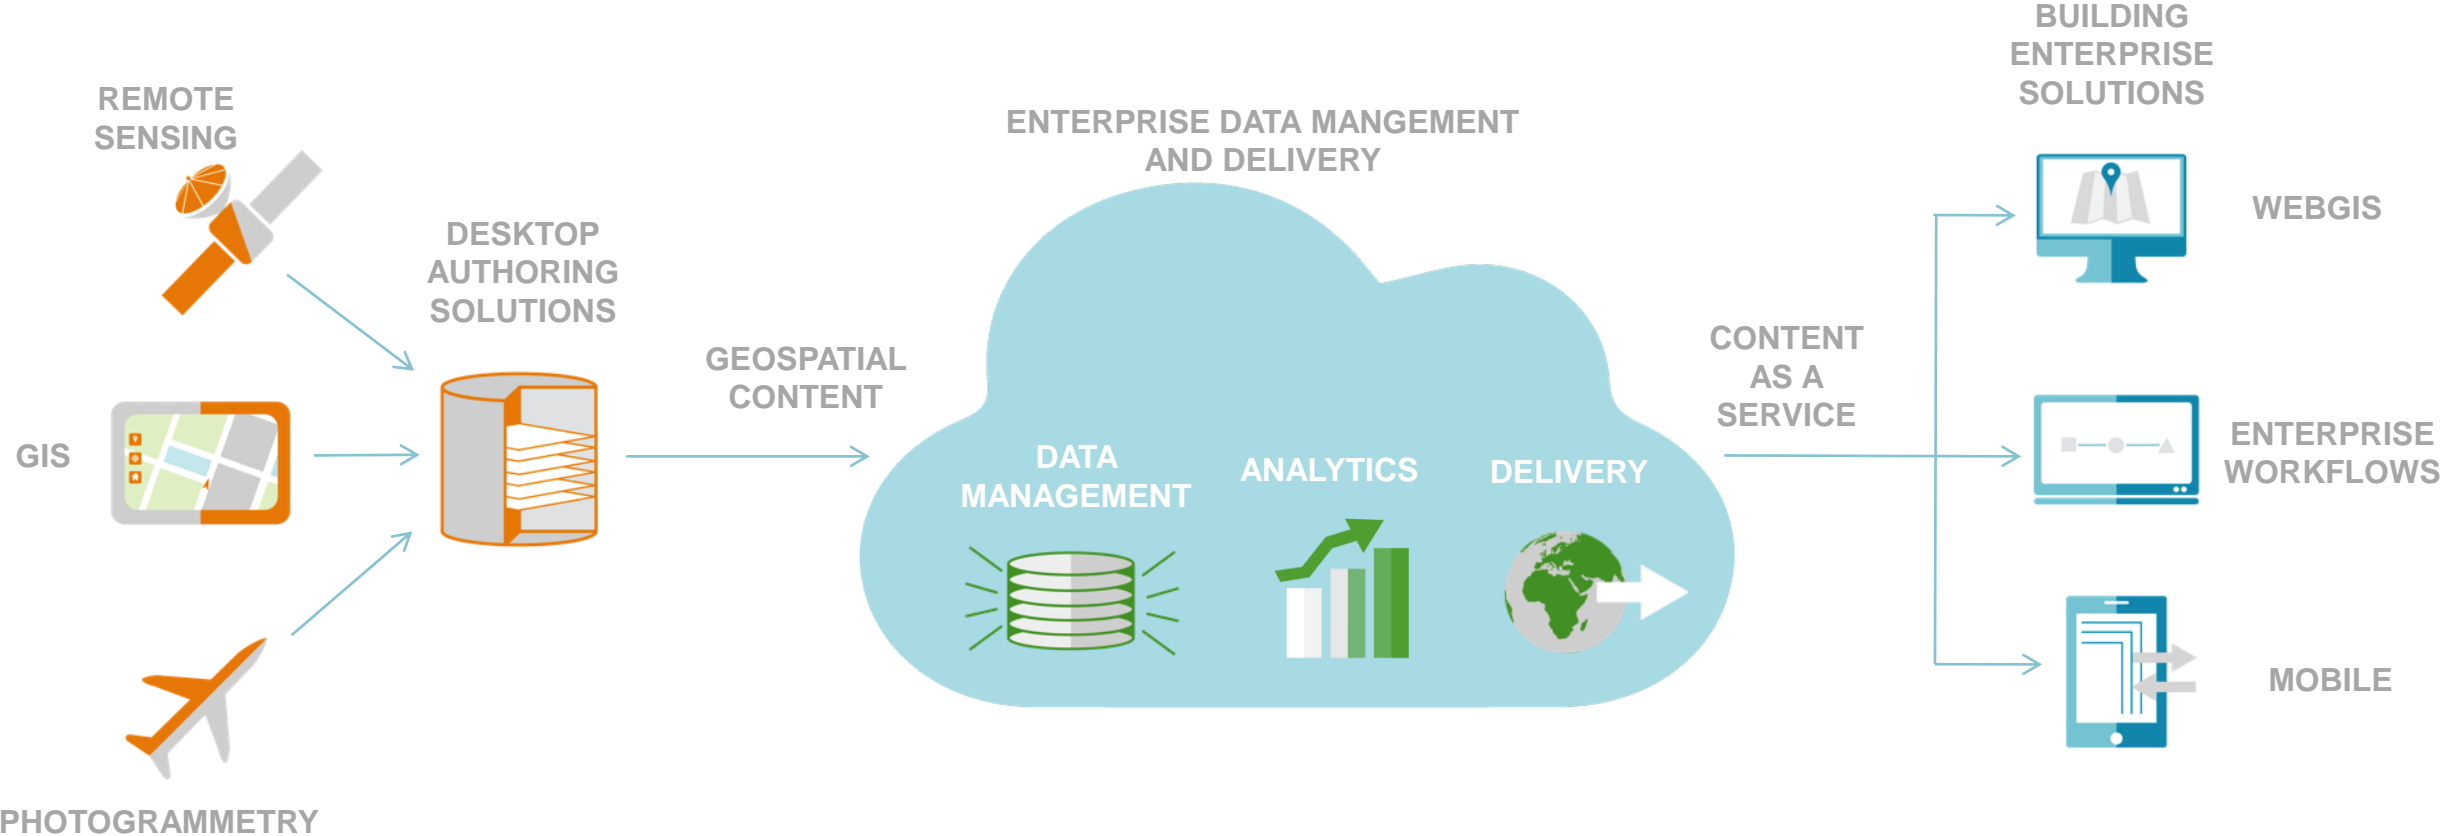 REMOTE
SENSING
GIS
PHOTOGRAMMETRY
DESKTOP
AUTHORING
SOLUTIONS
GEOSPATIAL
CONTENT
ENTERPRISE DATA MANGEMENT
AND DELIVERY
DATA
MANAGEMENT
ANALYTICS
DELIVERY
CONTENT
AS A
SERVICE
BUILDING
ENTERPRISE
SOLUTIONS
WEBGIS
ENTERPRISE
WORKFLOWS
MOBILE